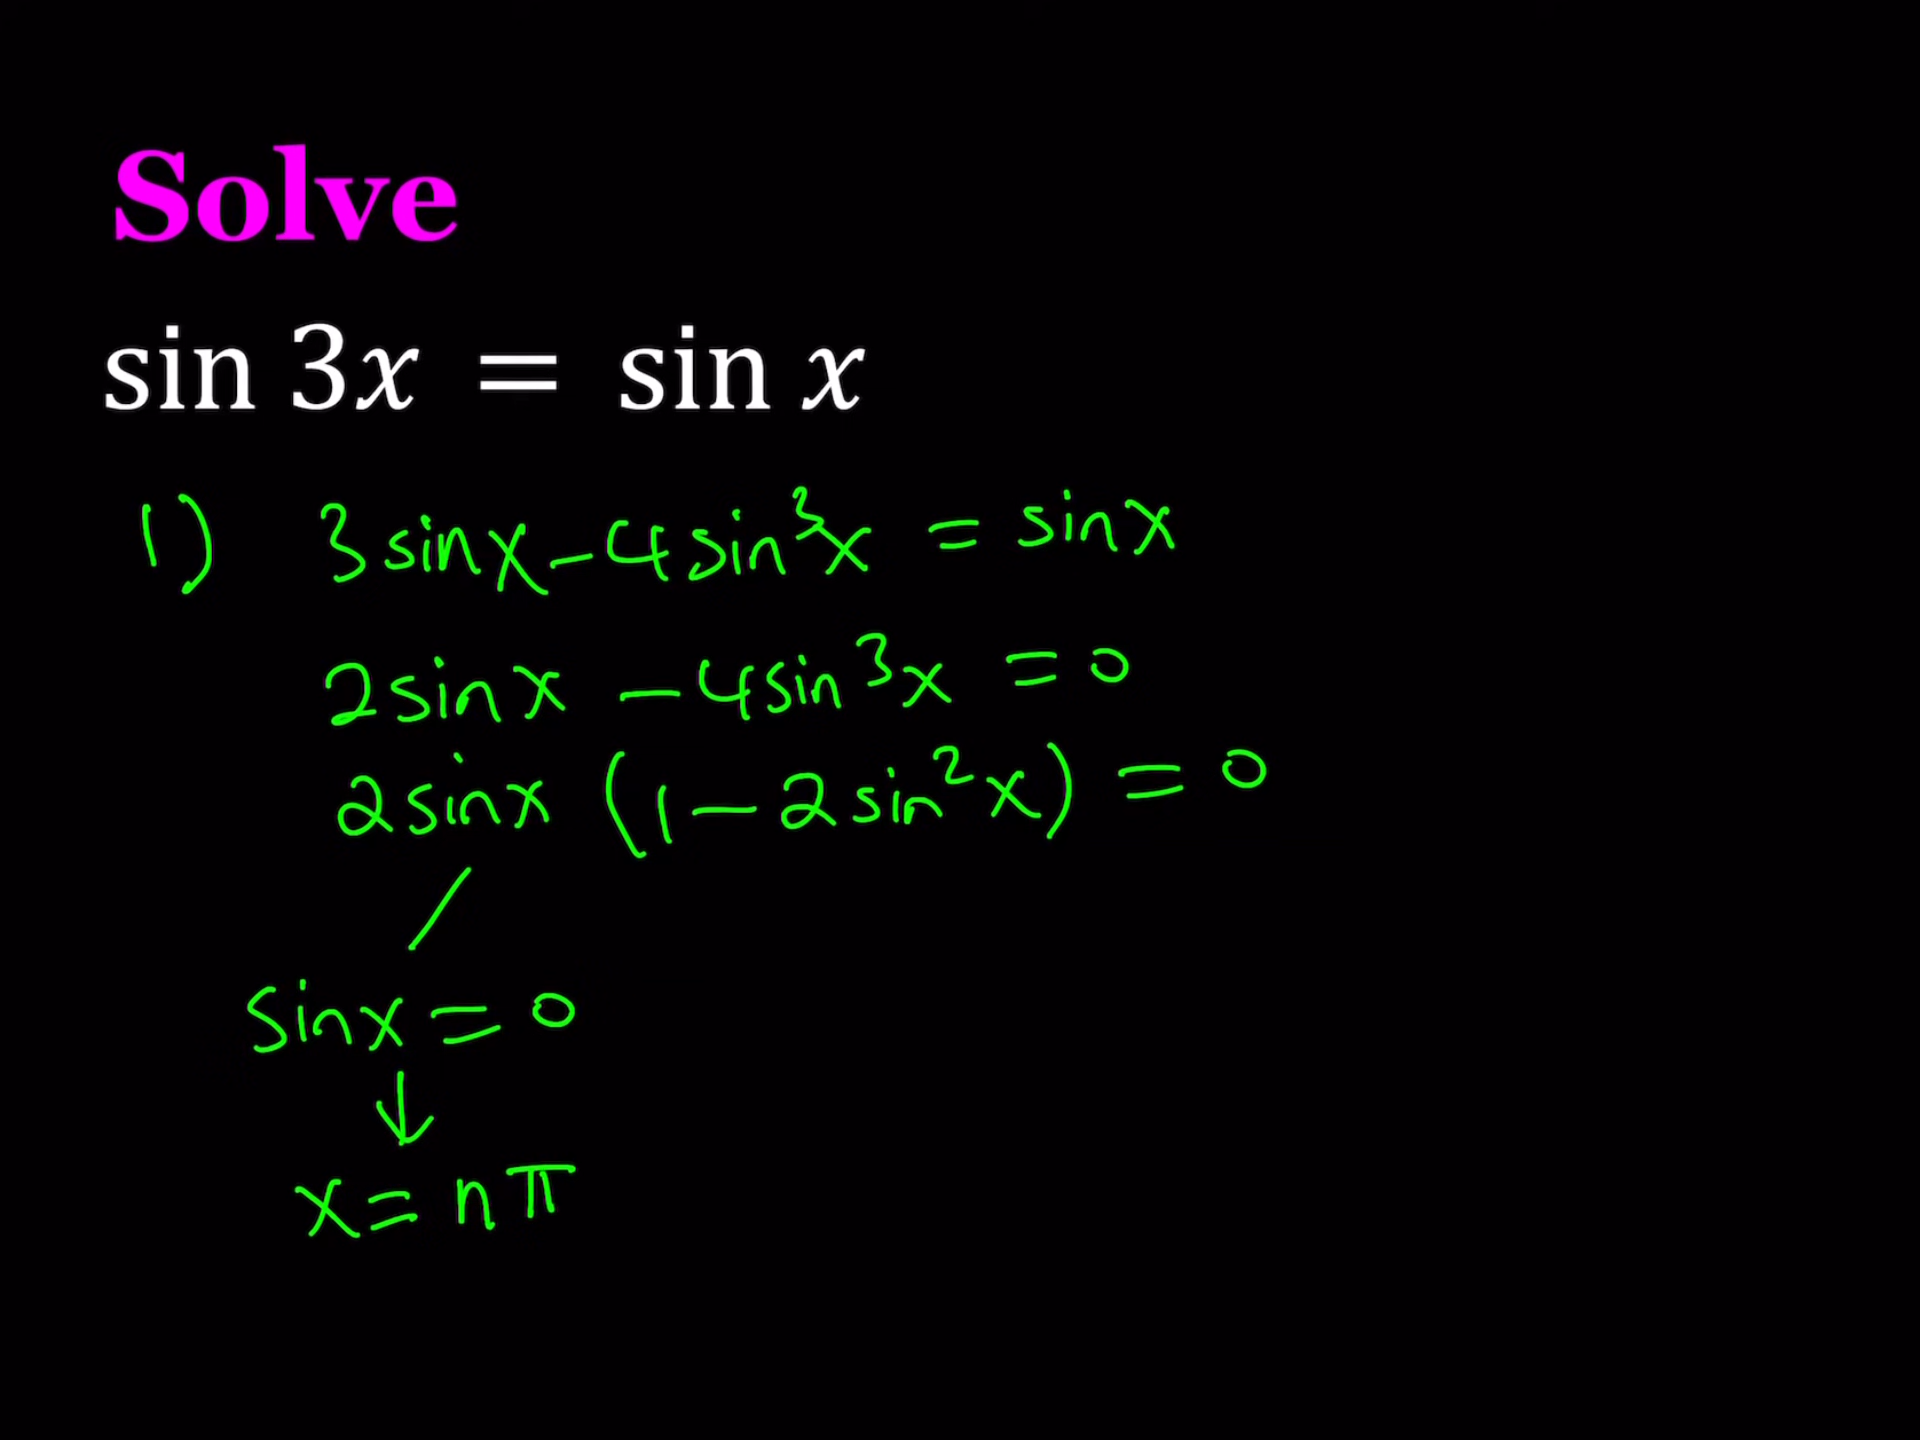 Solve
sin 3x = sin x
1) 3sinx-4sin³x = sinx
2sinx - 4sin³x = 0
2sinx (1-2sin²x) = 0
sinx = 0
x = nπ